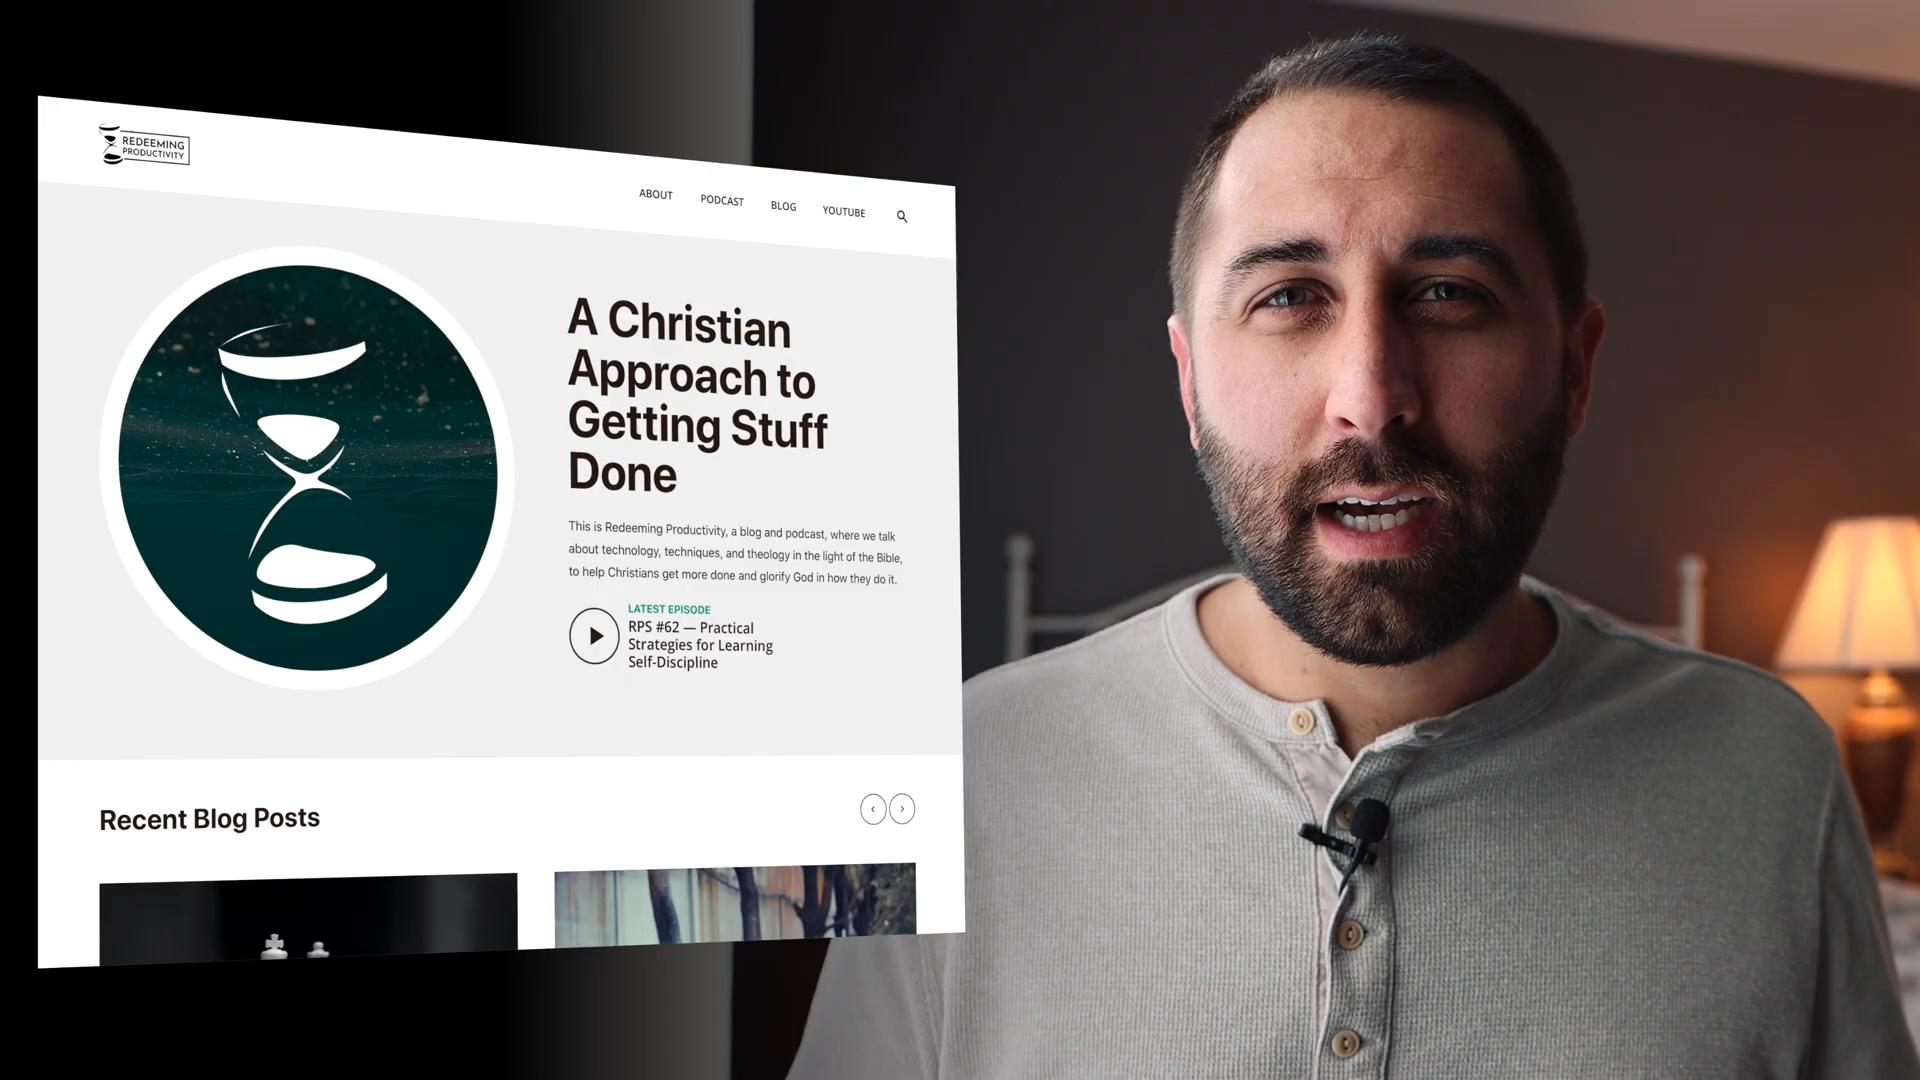 REDEEMING
PRODUCTIVITY
ABOUT
PODCAST
BLOG
YOUTUBE
A Christian
Approach to
Getting Stuff
Done
This is Redeeming Productivity, a blog and podcast, where we talk
about technology, techniques, and theology in the light of the Bible,
to help Christians get more done and glorify God in how they do it.
LATEST EPISODE
RPS #62 — Practical
Strategies for Learning
Self-Discipline
Recent Blog Posts